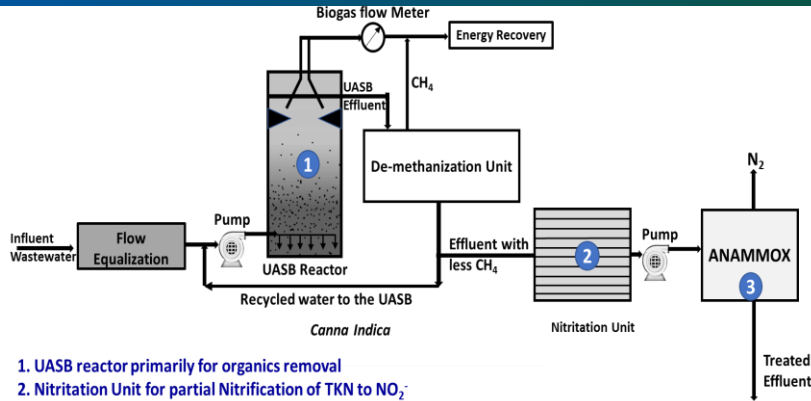 Biogas flow Meter
Energy Recovery
CH₄
UASB
Effluent
1
De-methanization Unit
N₂
Influent
Wastewater
Flow
Equalization
Pump
UASB Reactor
Effluent with
less CH₄
2
Pump
ANAMMOX
3
Recycled water to the UASB
Canna Indica
Nitritation Unit
Treated
Effluent
1. UASB reactor primarily for organics removal
2. Nitritation Unit for partial Nitrification of TKN to NO₂⁻